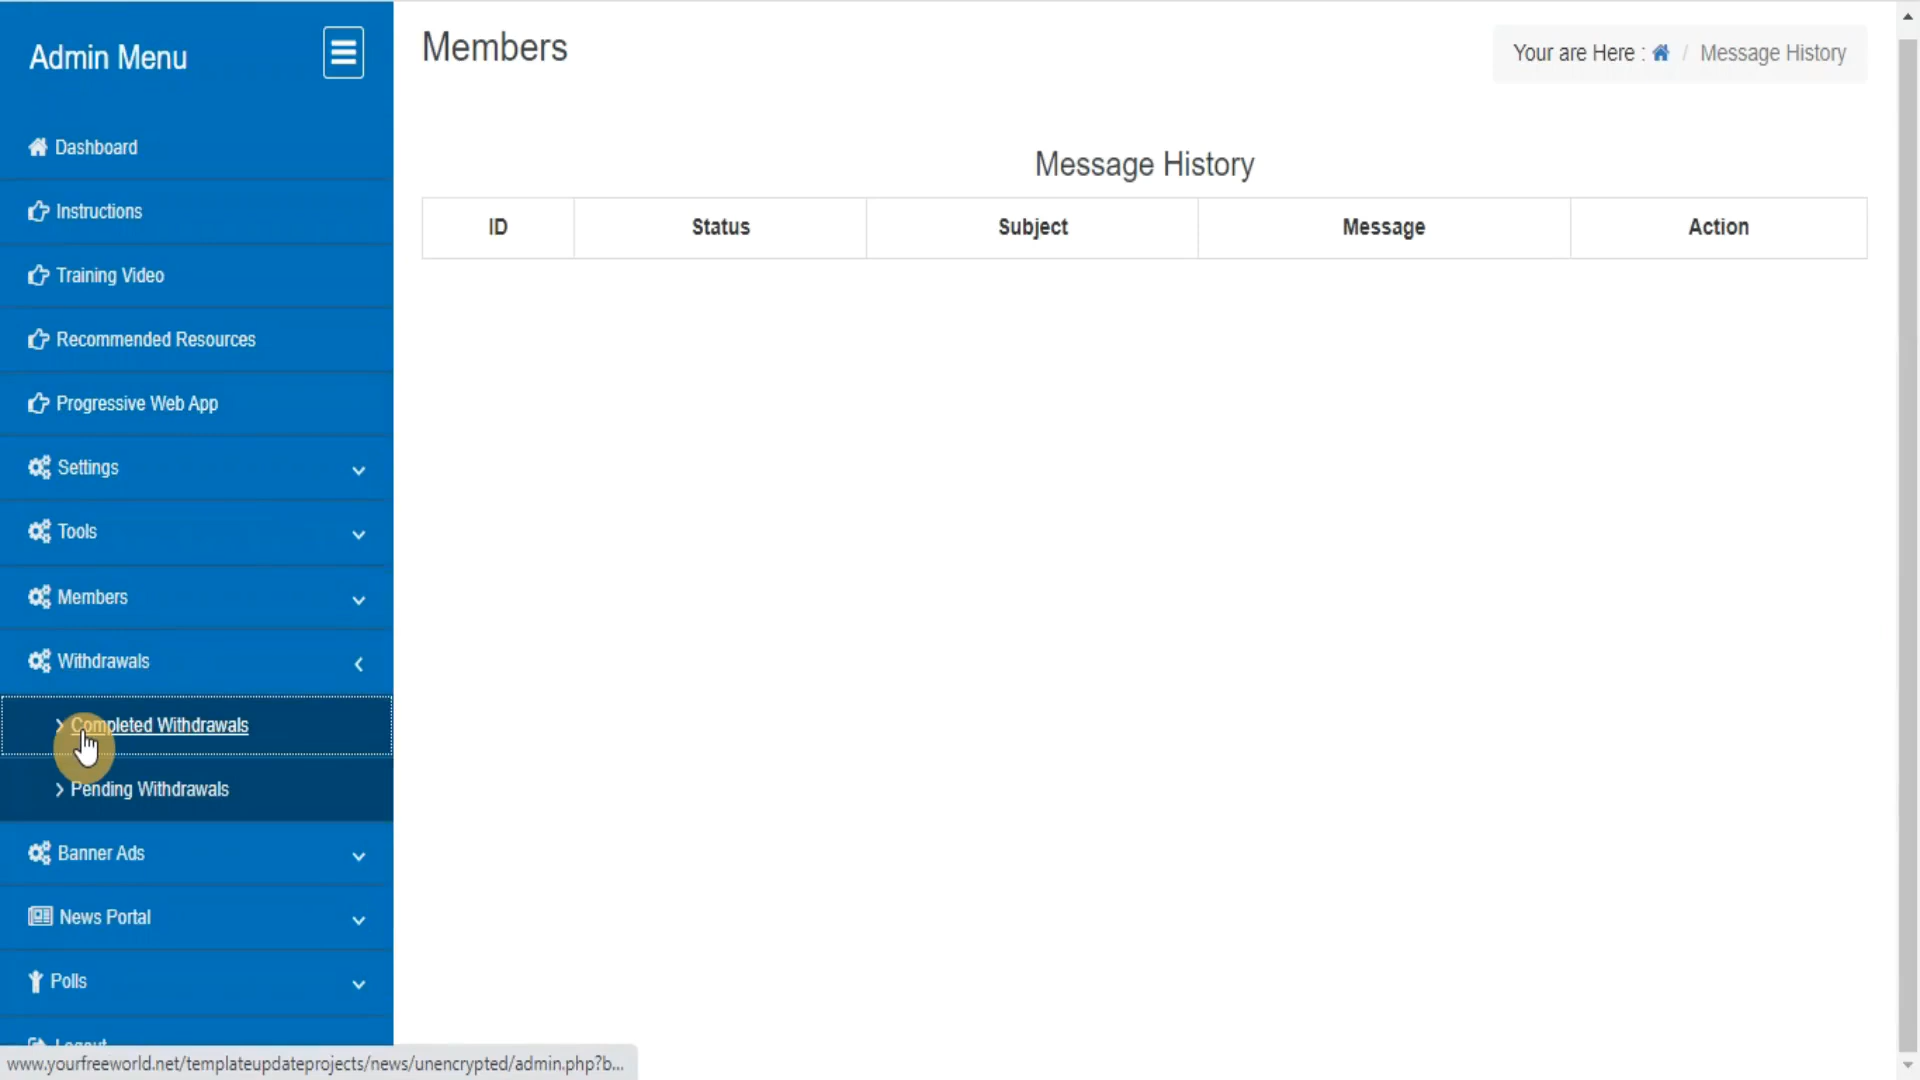 Admin Menu
Dashboard
Instructions
Training Video
Recommended Resources
Progressive Web App
Settings
Tools
Members
Withdrawals
Completed Withdrawals
Pending Withdrawals
Banner Ads
News Portal
Polls
Logout
Members
Your are Here : / Message History
Message History
ID Status Subject Message Action
www.yourfreeworld.net/templateupdateprojects/news/unencrypted/admin.php?b...